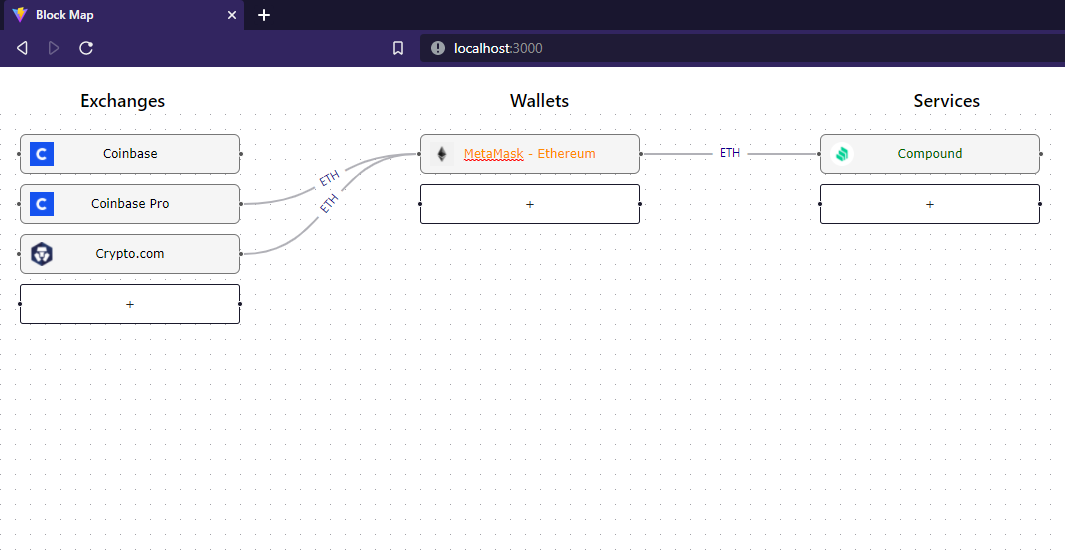 Block Map
localhost:3000
Exchanges Wallets Services
Coinbase MetaMask - Ethereum ETH Compound
ETH
Coinbase Pro + +
ETH
Crypto.com
+